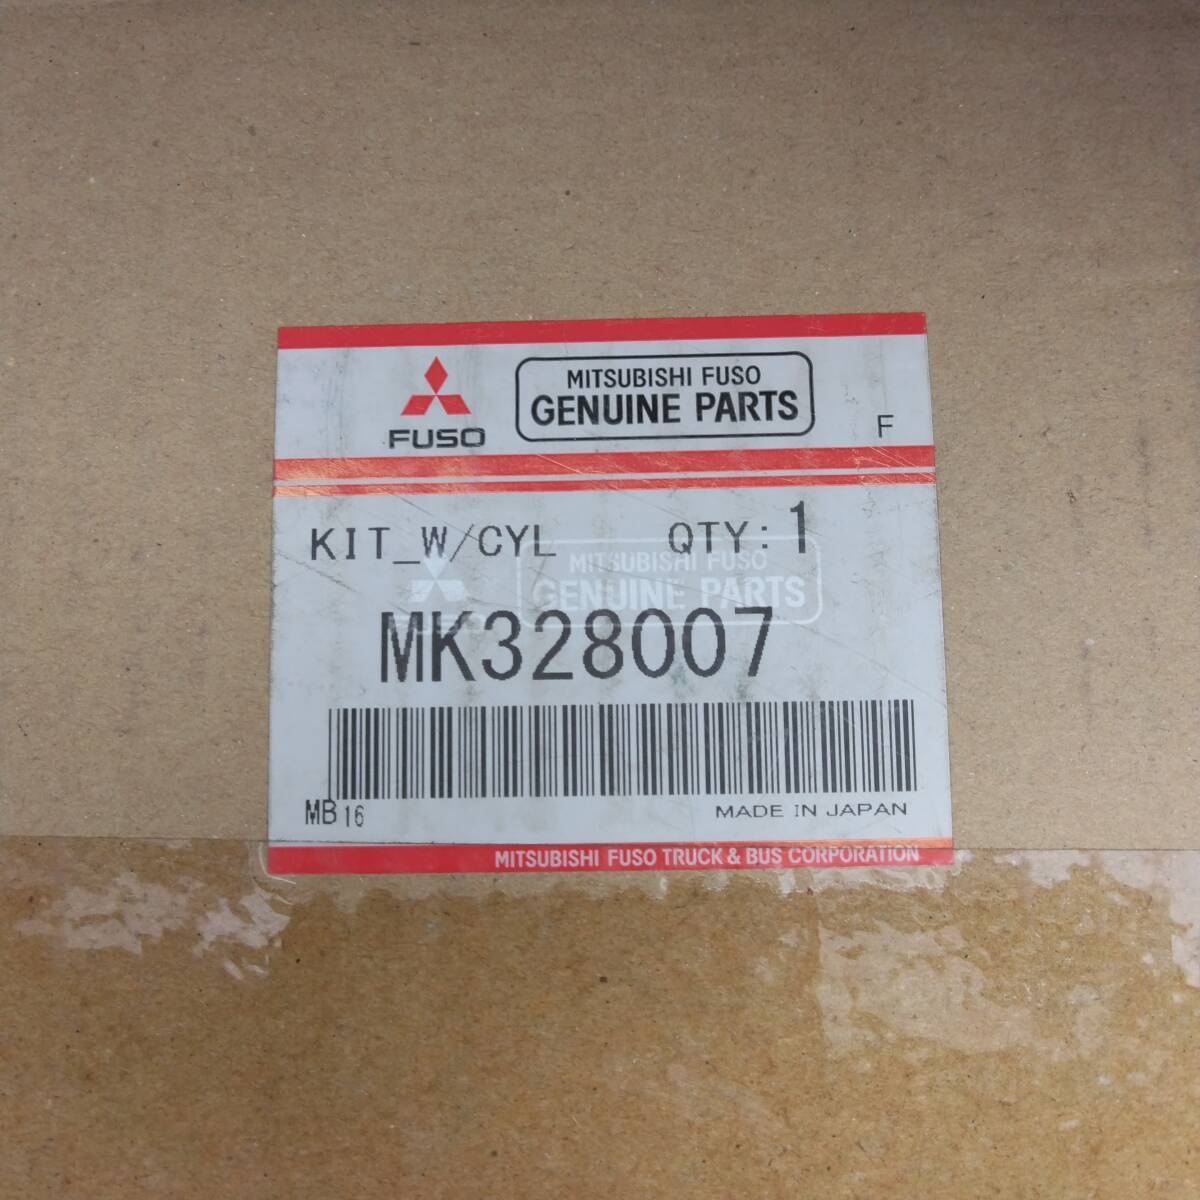 MITSUBISHI FUSO
GENUINE PARTS
FUSO
F
KIT_W/CYL QTY:1
MITSUBISHI FUSO
GENUINE PARTS
MK328007
MB16
MADE IN JAPAN
MITSUBISHI FUSO TRUCK & BUS CORPORATION